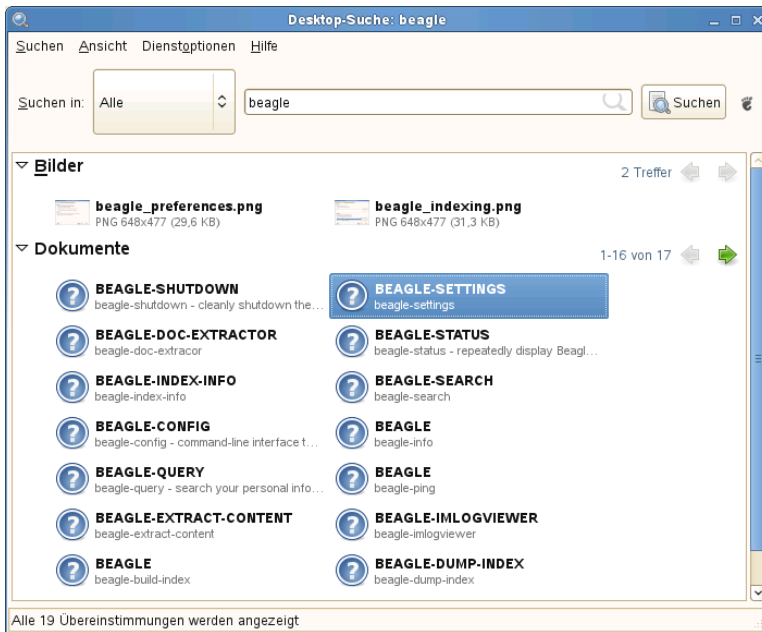 Desktop-Suche: beagle
Suchen Ansicht Dienstoptionen Hilfe
Suchen in: Alle beagle Suchen
Bilder 2 Treffer
beagle_preferences.png beagle_indexing.png
PNG 648x477 (29,6 KB) PNG 648x477 (31,3 KB)
Dokumente 1-16 von 17
BEAGLE-SHUTDOWN BEAGLE-SETTINGS
beagle-shutdown - cleanly shutdown the... beagle-settings
BEAGLE-DOC-EXTRACTOR BEAGLE-STATUS
beagle-doc-extracor beagle-status - repeatedly display Beagl...
BEAGLE-INDEX-INFO BEAGLE-SEARCH
beagle-index-info beagle-search
BEAGLE-CONFIG BEAGLE
beagle-config - command-line interface t... beagle-info
BEAGLE-QUERY BEAGLE
beagle-query - search your personal info... beagle-ping
BEAGLE-EXTRACT-CONTENT BEAGLE-IMLOGVIEWER
beagle-extract-content beagle-imlogviewer
BEAGLE BEAGLE-DUMP-INDEX
beagle-build-index beagle-dump-index
Alle 19 Übereinstimmungen werden angezeigt